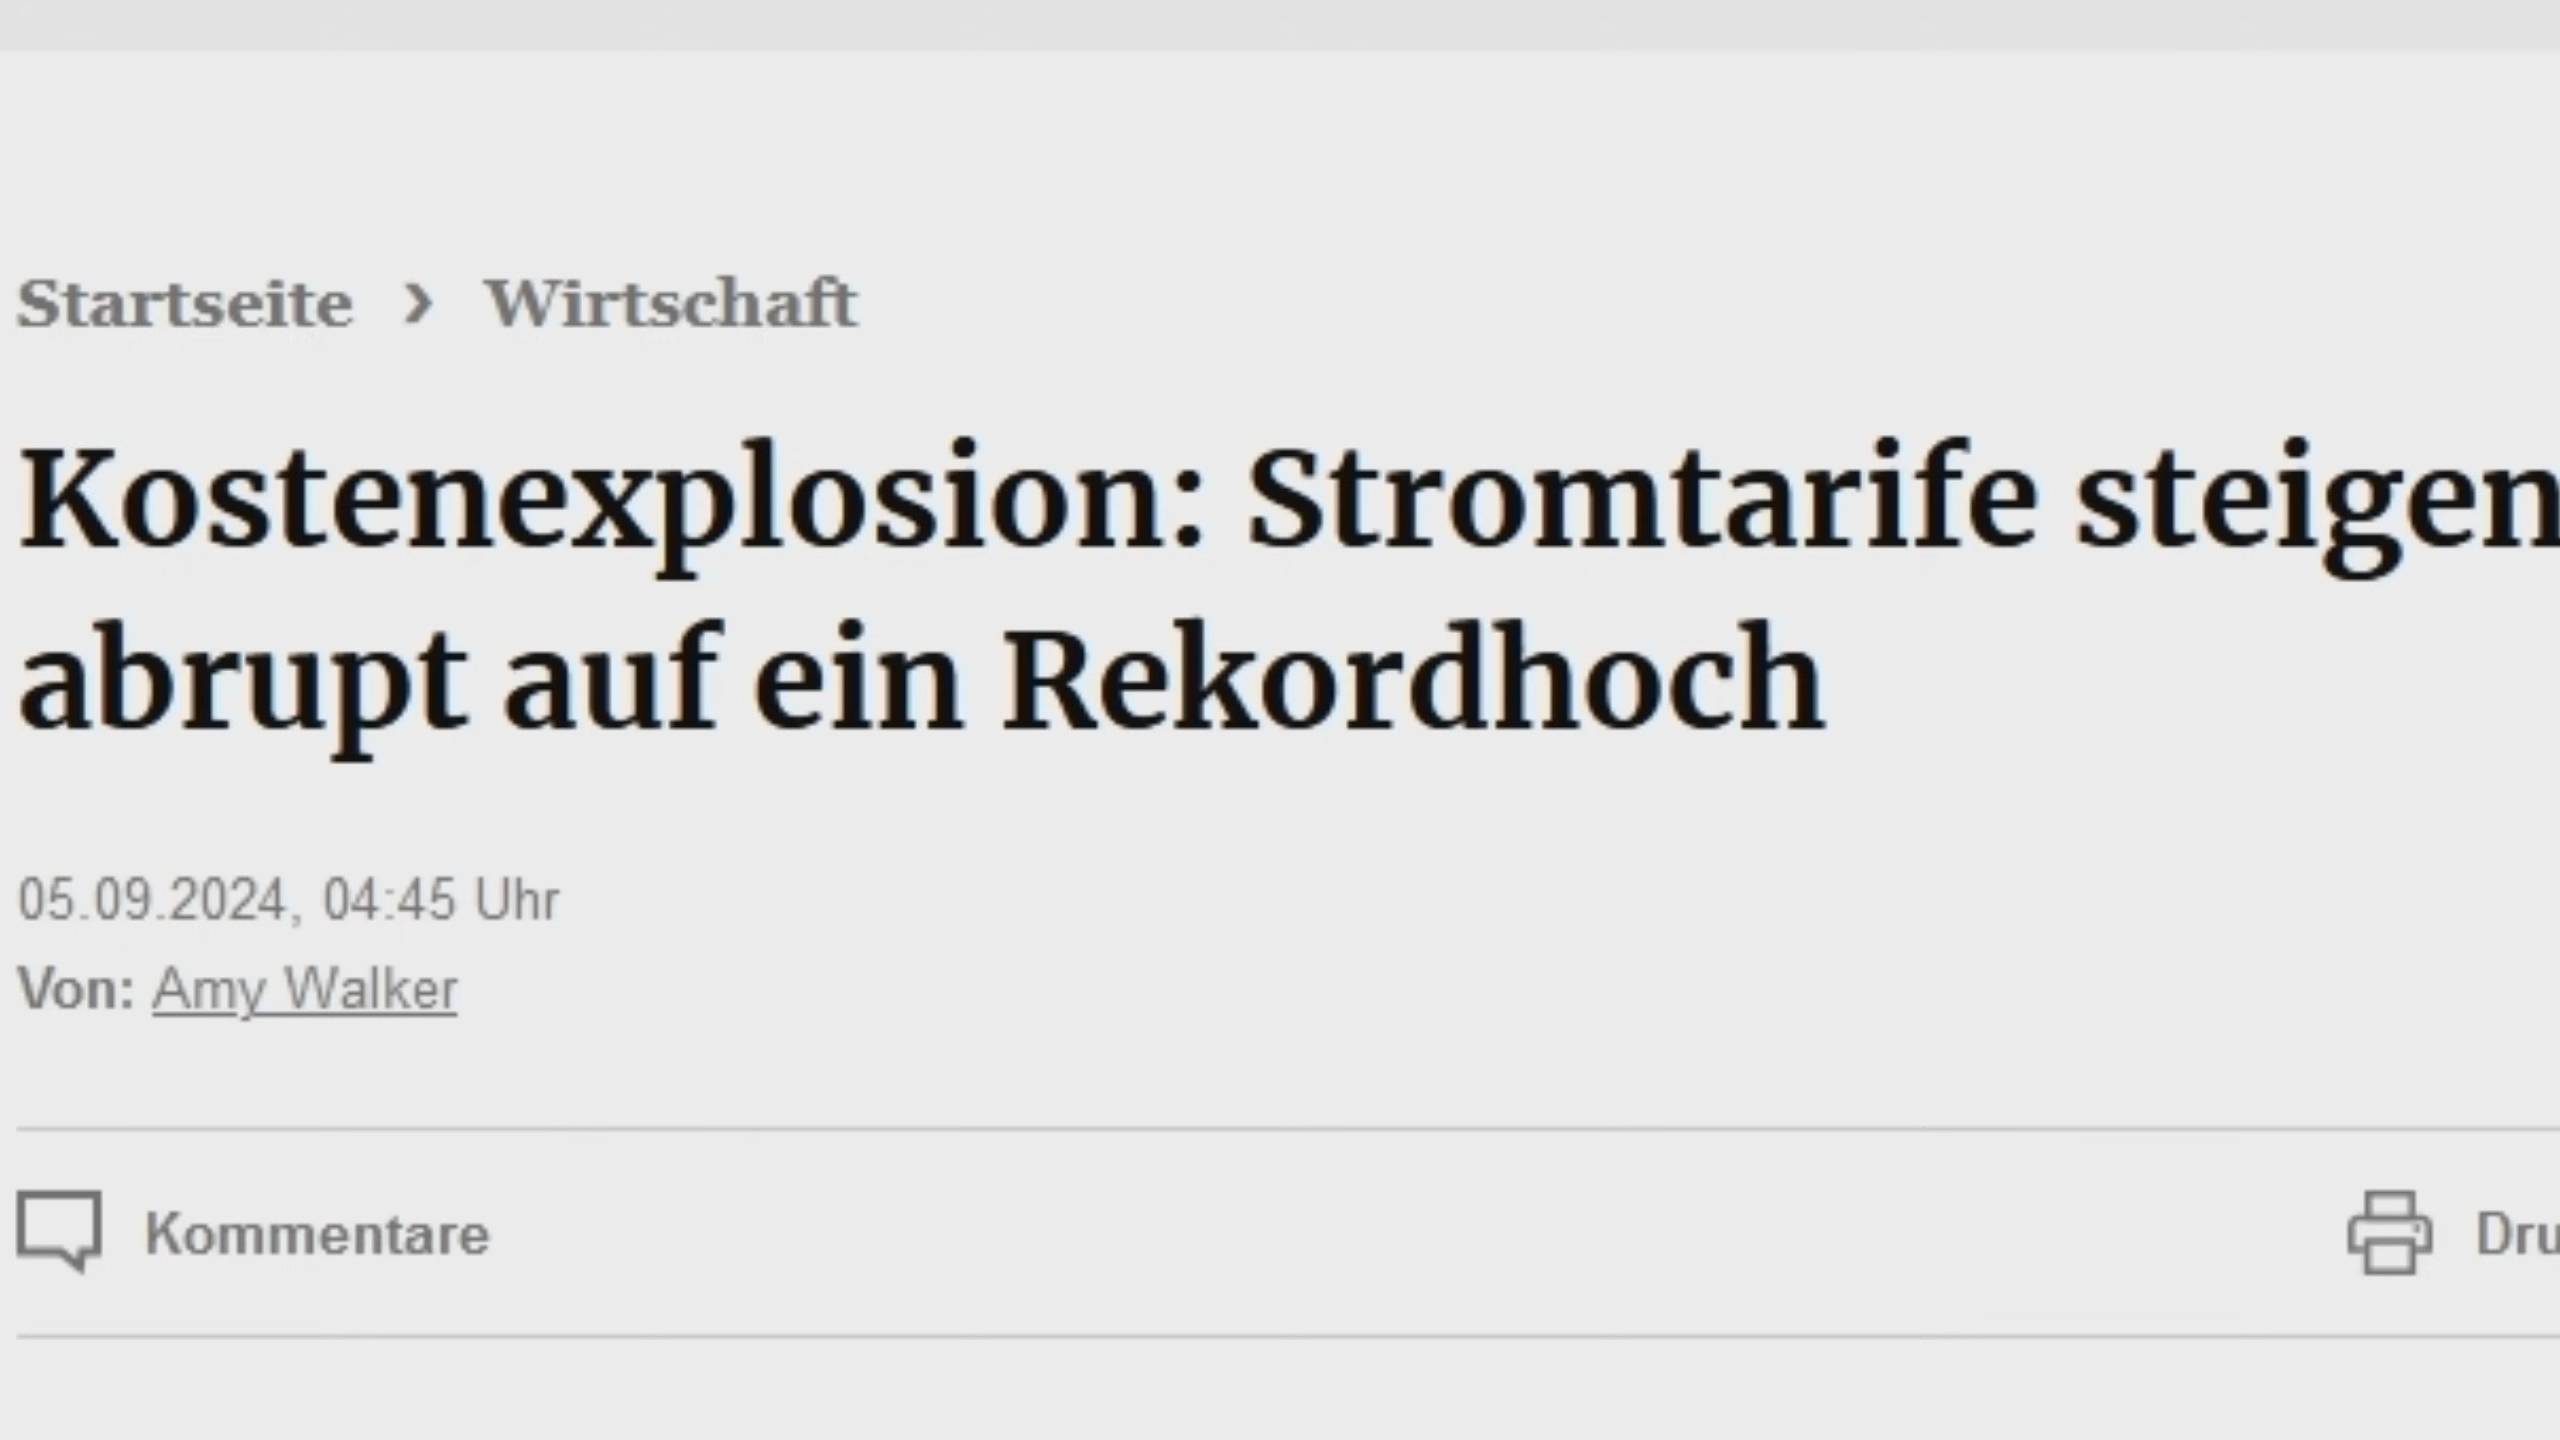 Startseite › Wirtschaft
Kostenexplosion: Stromtarife steigen
abrupt auf ein Rekordhoch
05.09.2024, 04:45 Uhr
Von: Amy Walker
Kommentare
Dru